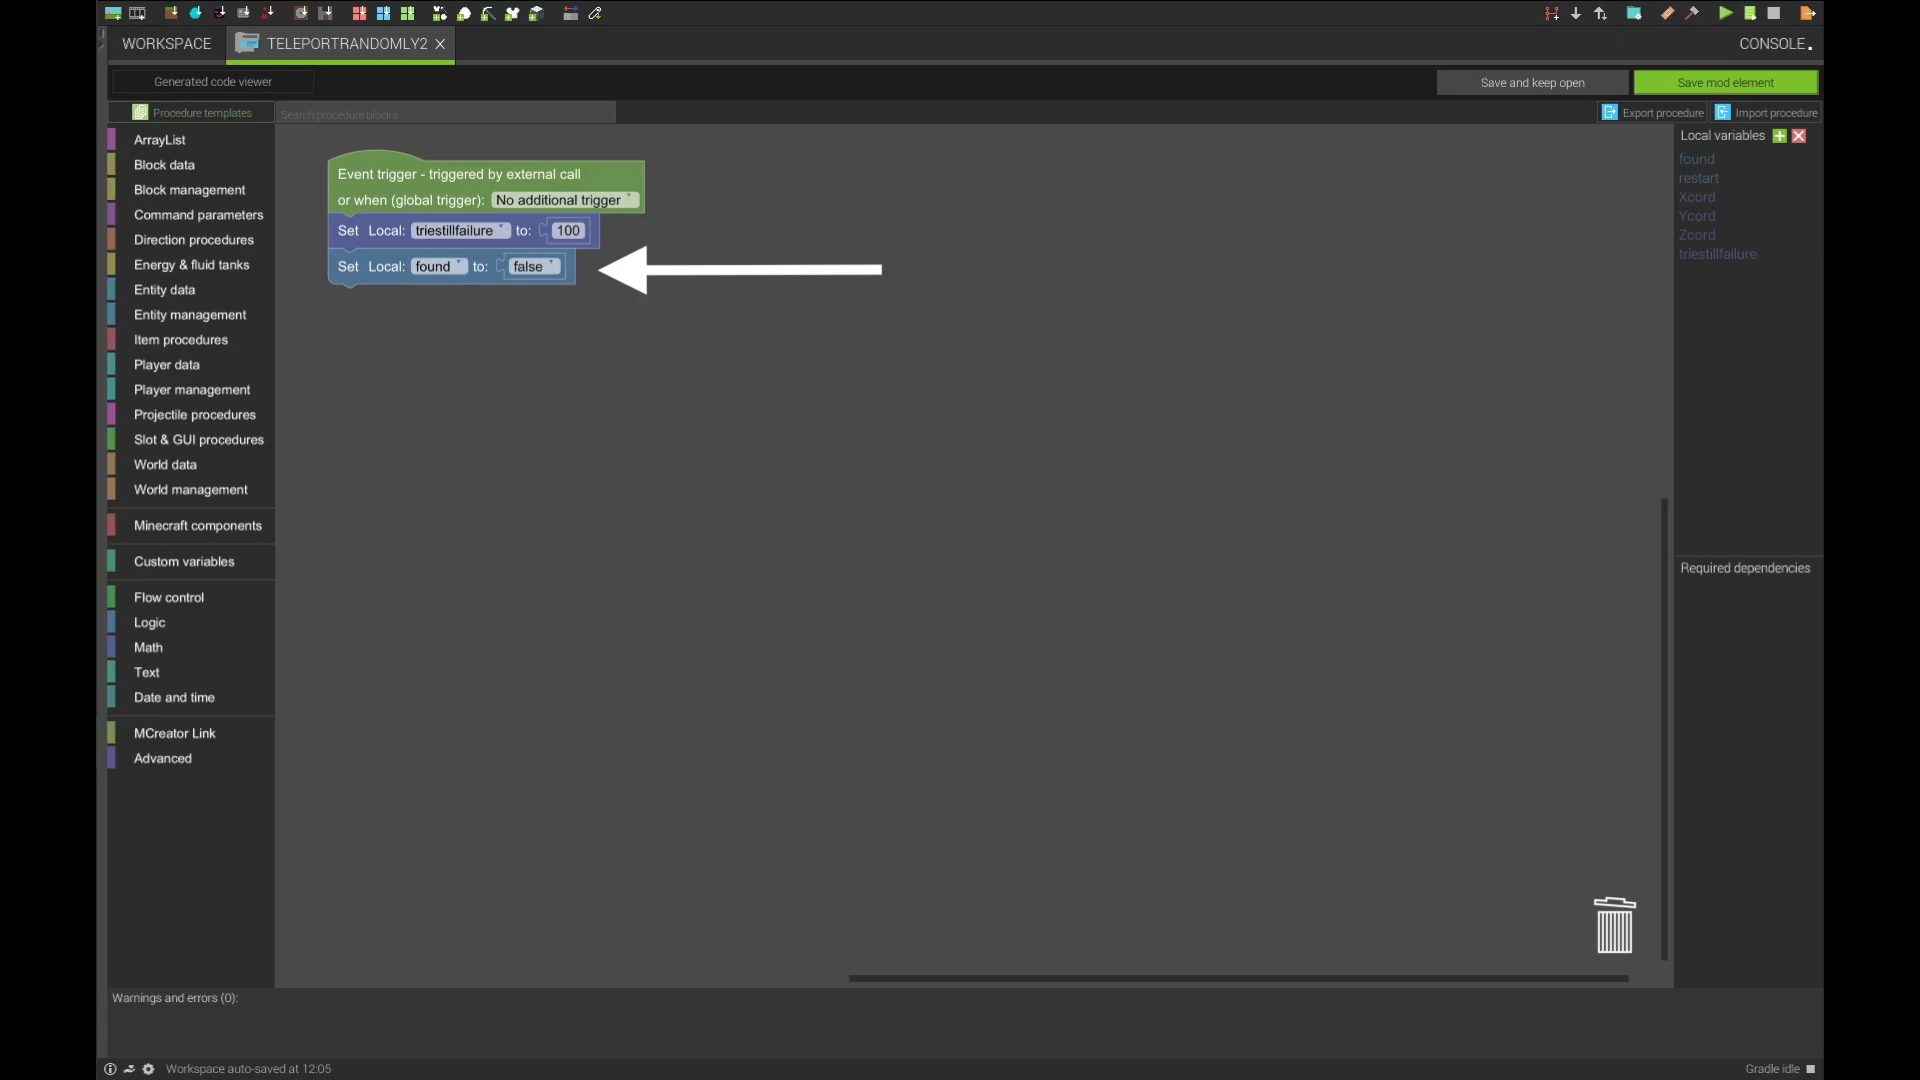 WORKSPACE
TELEPORTRANDOMLY2
CONSOLE
Generated code viewer
Save and keep open
Save mod element
Procedure templates
Search procedure blocks
Export procedure
Import procedure
ArrayList
Block data
Block management
Command parameters
Direction procedures
Energy & fluid tanks
Entity data
Entity management
Item procedures
Player data
Player management
Projectile procedures
Slot & GUI procedures
World data
World management
Minecraft components
Custom variables
Flow control
Logic
Math
Text
Date and time
MCreator Link
Advanced
Event trigger - triggered by external call
or when (global trigger): No additional trigger
Set Local: triestillfailure to: 100
Set Local: found to: false
Local variables
found
restart
Xcord
Ycord
Zcord
triestillfailure
Required dependencies
Warnings and errors (0):
Workspace auto-saved at 12:05
Gradle idle